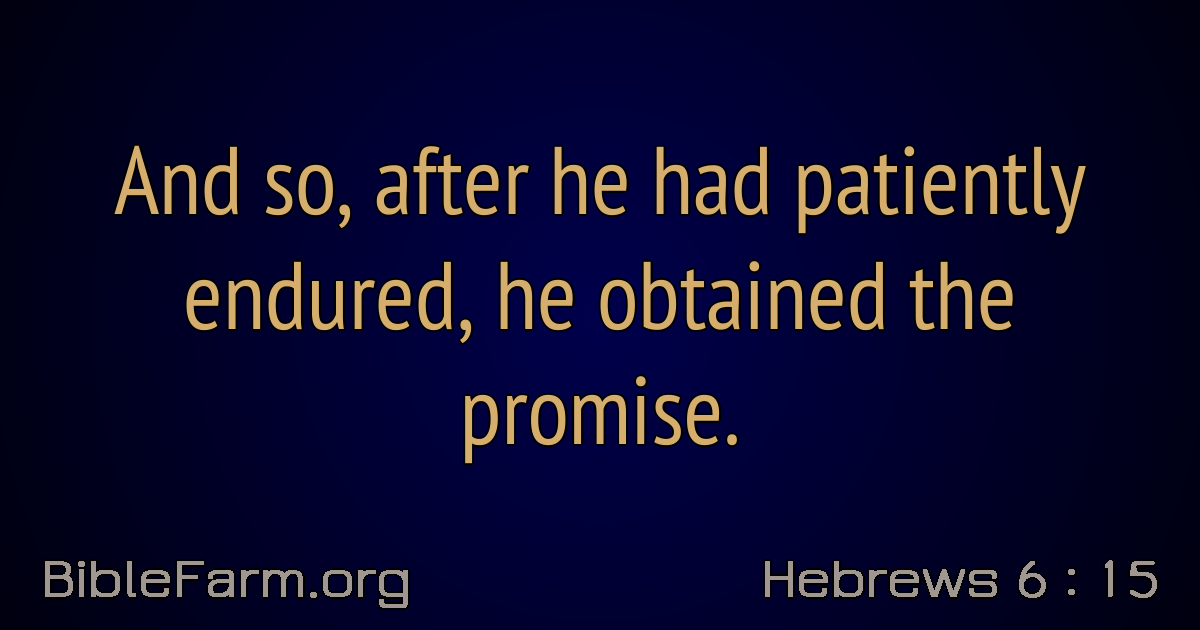 And so, after he had patiently
endured, he obtained the
promise.
BibleFarm.org
Hebrews 6 : 15